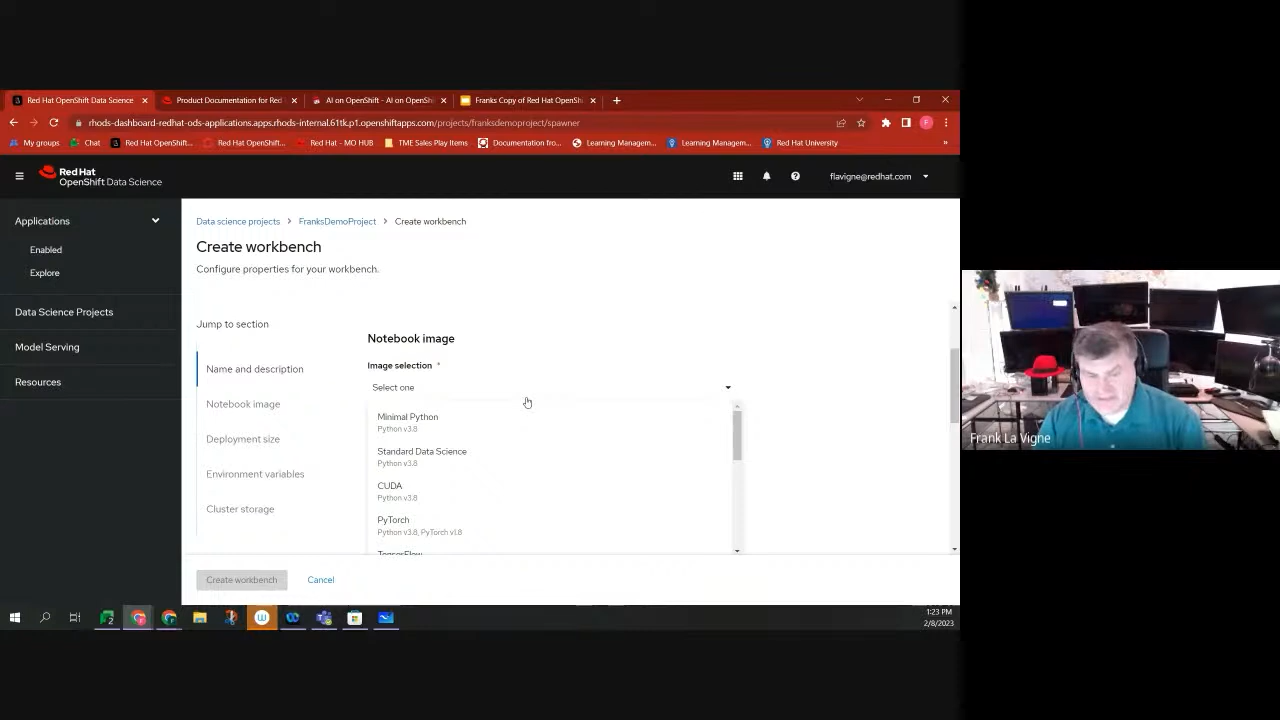 Red Hat OpenShift Data Science
Product Documentation for Red
AI on OpenShift - AI on OpenSh
Franks Copy of Red Hat OpenShi
rhods-dashboard-redhat-ods-applications.apps.rhods-internal.61tk.p1.openshiftapps.com/projects/franksdemoproject/spawner
F
My groups
Chat
Red Hat OpenShift...
Red Hat OpenShift...
Red Hat - MO HUB
TME Sales Play Items
Documentation fro...
Learning Managem...
Learning Managem...
Red Hat University
»
Red Hat
OpenShift Data Science
flavigne@redhat.com
Applications
Enabled
Explore
Data Science Projects
Model Serving
Resources
Data science projects > FranksDemoProject > Create workbench
Create workbench
Configure properties for your workbench.
Jump to section
Name and description
Notebook image
Deployment size
Environment variables
Cluster storage
Notebook image
Image selection *
Select one
Minimal Python
Python v3.8
Standard Data Science
Python v3.8
CUDA
Python v3.8
PyTorch
Python v3.8, PyTorch v1.8
TensorFlow
Create workbench
Cancel
1:23 PM
2/8/2023
Frank La Vigne